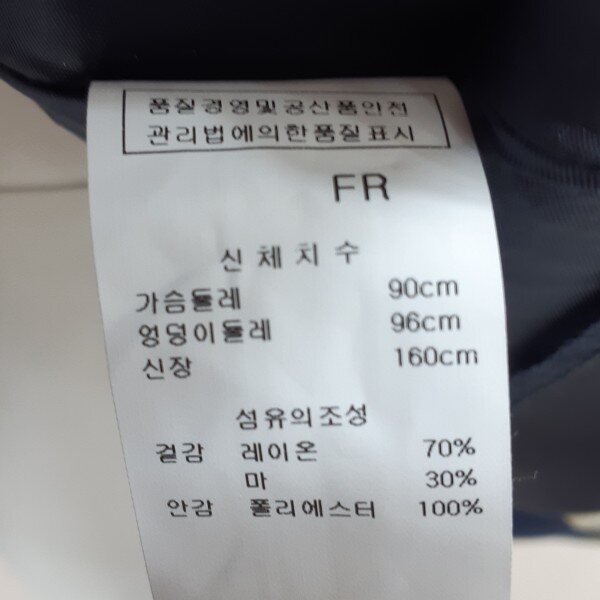 품질경영및공산품안전
관리법에의한품질표시
FR
신체치수
가슴둘레 90cm
엉덩이둘레 96cm
신장 160cm
섬유의조성
겉감 레이온 70%
마 30%
안감 폴리에스터 100%